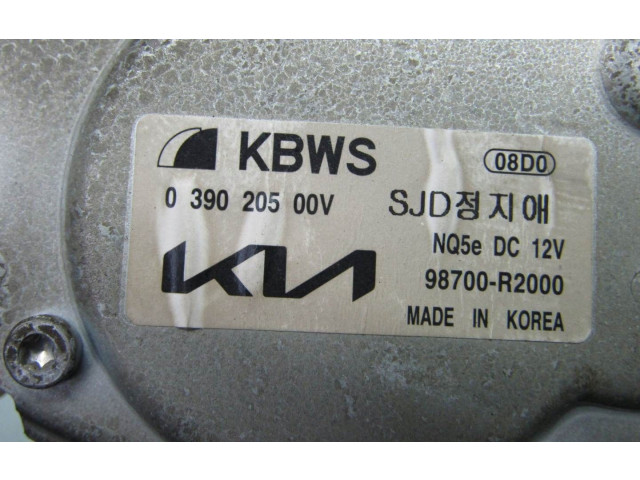 KBWS 08D0
0 390 205 00V SJD정지애
KIA NQ5e DC 12V
98700-R2000
MADE IN KOREA